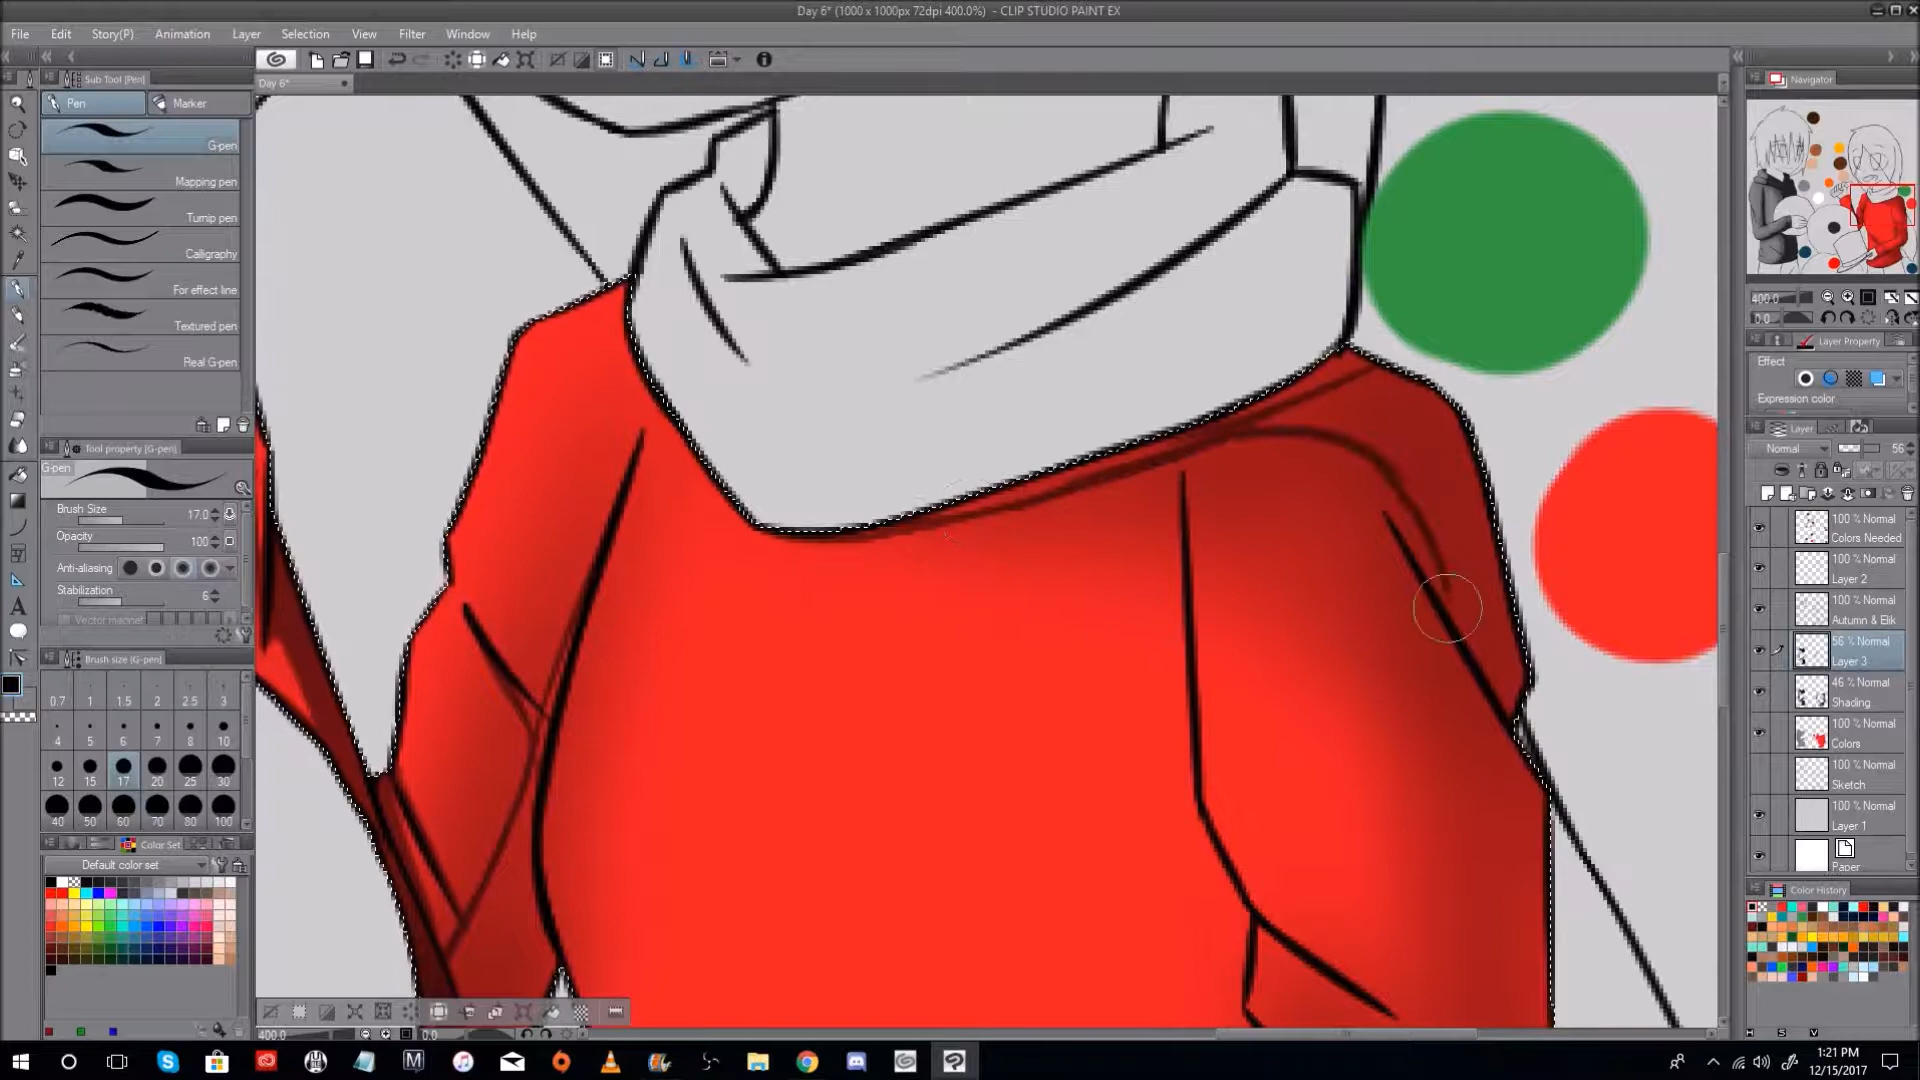 Day 6* (1000 x 1000px 72dpi 400.0%) - CLIP STUDIO PAINT EX
File Edit Story(P) Animation Layer Selection View Filter Window Help
Sub Tool [Pen]
Day 6*
Navigator
Pen Marker
G-pen
Mapping pen
Turnip pen
Calligraphy
For effect line
Textured pen
Real G-pen
400.0
0.0
Layer Property
Effect
Expression color
Layer
Normal 56
Tool property [G-pen]
G-pen
Brush Size 17.0
Opacity 100
Anti-aliasing
Stabilization 6
Vector magnet
Brush size [G-pen]
0.7 1 1.5 2 2.5 3
4 5 6 7 8 10
12 15 17 20 25 30
40 50 60 70 80 100
100 % Normal
Colors Needed
100 % Normal
Layer 2
100 % Normal
Autumn & Elik
56 % Normal
Layer 3
46 % Normal
Shading
100 % Normal
Colors
100 % Normal
Sketch
100 % Normal
Layer 1
Paper
Color Set
Default color set
Color History
H S V
400.0 0.0
1:21 PM
12/15/2017